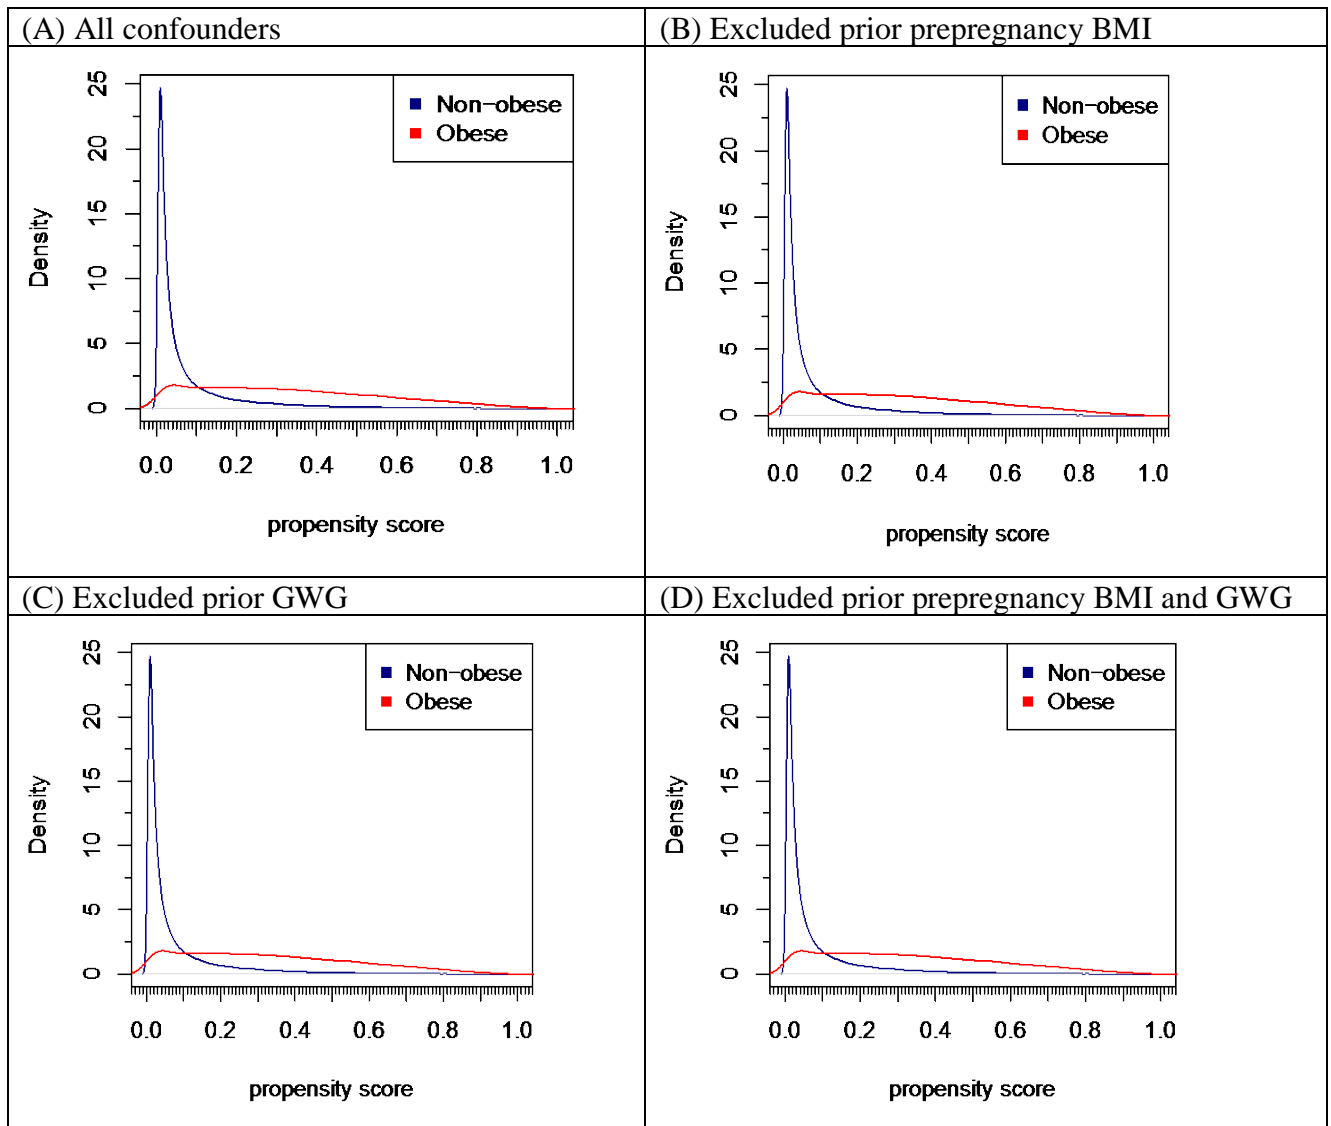 (A) All confounders
(B) Excluded prior prepregnancy BMI
25
20
15
10
5
0
Density
Non-obese
Obese
0.0 0.2 0.4 0.6 0.8 1.0
propensity score
25
20
15
10
5
0
Density
Non-obese
Obese
0.0 0.2 0.4 0.6 0.8 1.0
propensity score
(C) Excluded prior GWG
(D) Excluded prior prepregnancy BMI and GWG
25
20
15
10
5
0
Density
Non-obese
Obese
0.0 0.2 0.4 0.6 0.8 1.0
propensity score
25
20
15
10
5
0
Density
Non-obese
Obese
0.0 0.2 0.4 0.6 0.8 1.0
propensity score